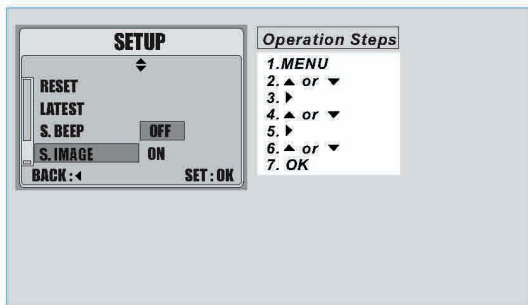 SETUP
RESET
LATEST
S. BEEP OFF
S. IMAGE ON
BACK : ◂ SET : OK
Operation Steps
1.MENU
2. ▲ or ▼
3. ▶
4. ▲ or ▼
5. ▶
6. ▲ or ▼
7. OK